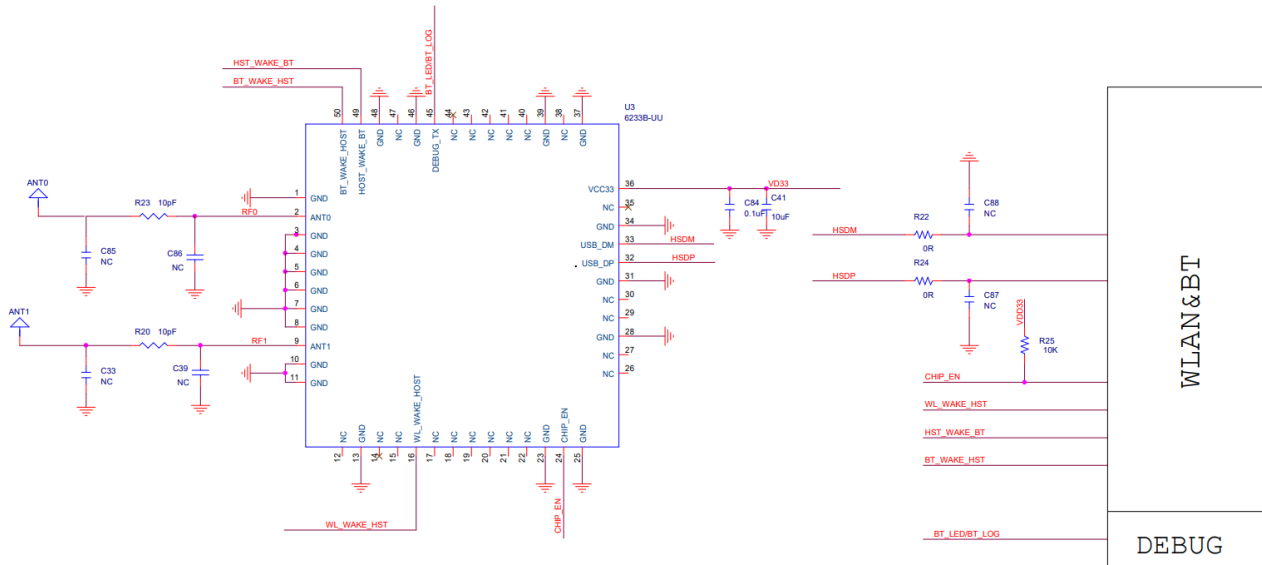 HST_WAKE_BT
BT_WAKE_HST
BT_LED/BT_LOG
U3
6233B-UU
50
49
48
47
46
45
44
43
42
41
40
39
38
37
BT_WAKE_HOST
HOST_WAKE_BT
GND
NC
GND
DEBUG_TX
NC
NC
NC
NC
NC
GND
NC
GND
ANT0
R23 10pF
RF0
C85
NC
C86
NC
ANT1
R20 10pF
RF1
C33
NC
C39
NC
1 GND
2 ANT0
3 GND
4 GND
5 GND
6 GND
7 GND
8 GND
9 ANT1
10 GND
11 GND
VCC33 36
NC 35
GND 34
USB_DM 33
USB_DP 32
GND 31
NC 30
NC 29
GND 28
NC 27
NC 26
VD33
C84
0.1uF
C41
10uF
HSDM
HSDP
NC
GND
NC
NC
WL_WAKE_HOST
NC
NC
NC
NC
NC
NC
GND
CHIP_EN
GND
12
13
14
15
16
17
18
19
20
21
22
23
24
25
WL_WAKE_HST
CHIP_EN
C88
NC
R22
HSDM
0R
R24
HSDP
0R
C87
NC
VDD33
R25
10K
CHIP_EN
WL_WAKE_HST
HST_WAKE_BT
BT_WAKE_HST
BT_LED/BT_LOG
WLAN&BT
DEBUG